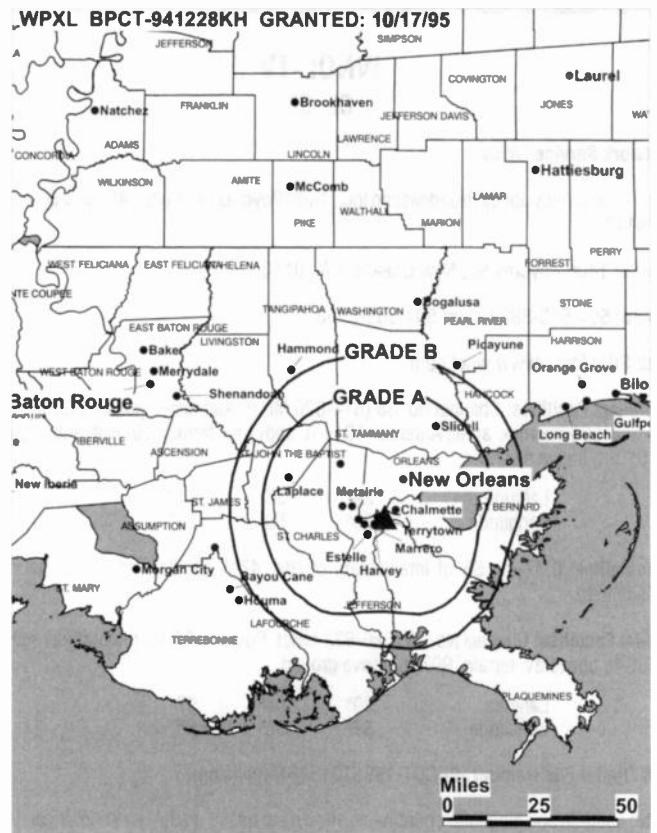 WPXL BPCT-941228KH GRANTED: 10/17/95
JEFFERSON
SIMPSON
COVINGTON
Laurel
JONES
Natchez
FRANKLIN
Brookhaven
JEFFERSON DAVIS
ADAMS
LAWRENCE
CONCORDIA
LINCOLN
Hattiesburg
WILKINSON
AMITE
McComb
LAMAR
WALTHALL
PIKE
MARION
PERRY
FORREST
WEST FELICIANA
EAST FELICIANA
HELENA
STONE
TANGIPAHOA
WASHINGTON
Bogalusa
PEARL RIVER
EAST BATON ROUGE
LIVINGSTON
HARRISON
Baker
Hammond
GRADE B
Picayune
WEST BATON ROUGE
Merrydale
Orange Grove
Shenandoah
GRADE A
HANCOCK
Bilo
Baton Rouge
Slidell
Gulfpo
ST. TAMMANY
Long Beach
IBERVILLE
ASCENSION
ST. JOHN THE BAPTIST
ORLEANS
New Iberia
Laplace
Metairie
New Orleans
ST. JAMES
ST. BERNARD
Chalmette
ASSUMPTION
ST. CHARLES
Terrytown
Estelle
Marrero
Harvey
Morgan City
Bayou Cane
ST. MARY
Houma
JEFFERSON
LAFOURCHE
TERREBONNE
PLAQUEMINES
Miles
0 25 50